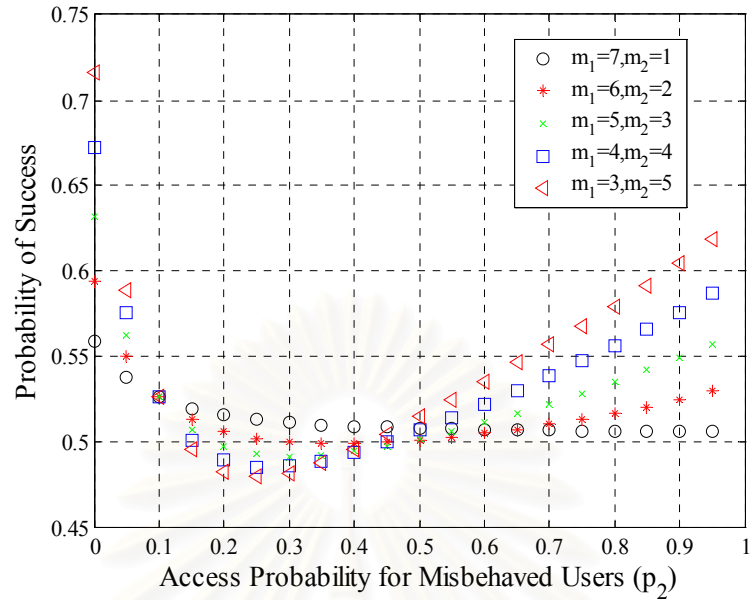 Probability of Success
0.75
0.7
0.65
0.6
0.55
0.5
0.45
m1=7,m2=1
m1=6,m2=2
m1=5,m2=3
m1=4,m2=4
m1=3,m2=5
0 0.1 0.2 0.3 0.4 0.5 0.6 0.7 0.8 0.9 1
Access Probability for Misbehaved Users (p2)